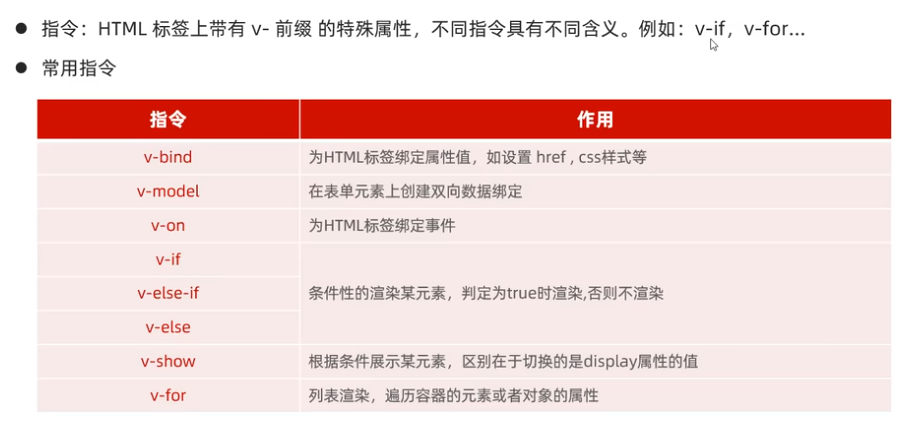 ● 指令：HTML 标签上带有 v- 前缀 的特殊属性，不同指令具有不同含义。例如：v-if，v-for...
● 常用指令
指令 作用
v-bind 为HTML标签绑定属性值，如设置 href , css样式等
v-model 在表单元素上创建双向数据绑定
v-on 为HTML标签绑定事件
v-if
v-else-if 条件性的渲染某元素，判定为true时渲染,否则不渲染
v-else
v-show 根据条件展示某元素，区别在于切换的是display属性的值
v-for 列表渲染，遍历容器的元素或者对象的属性